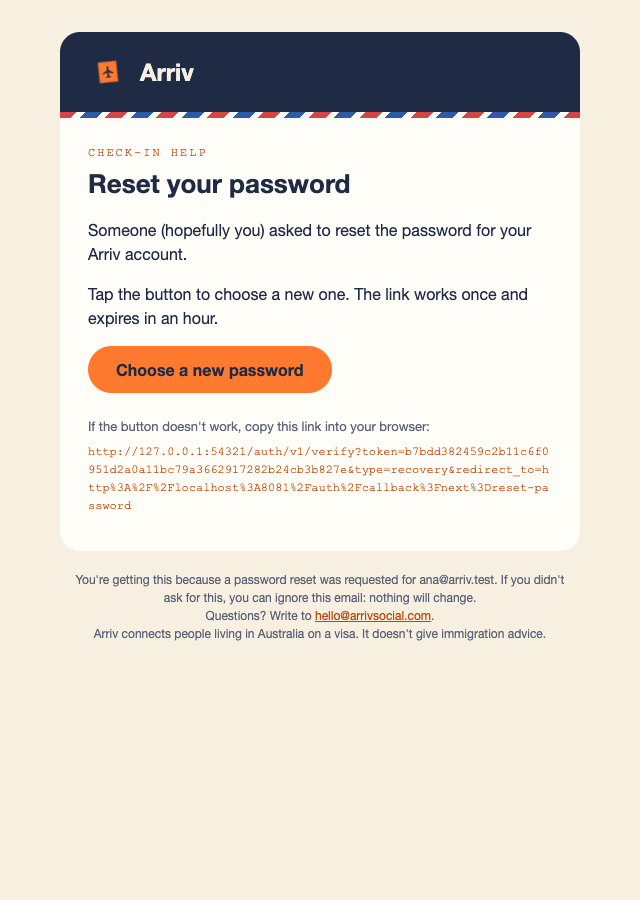 Arriv
CHECK-IN HELP
Reset your password
Someone (hopefully you) asked to reset the password for your
Arriv account.
Tap the button to choose a new one. The link works once and
expires in an hour.
Choose a new password
If the button doesn't work, copy this link into your browser:
http://127.0.0.1:54321/auth/v1/verify?token=b7bdd382459c2b11c6f0
951d2a0a11bc79a3662917282b24cb3b827e&type=recovery&redirect_to=h
ttp%3A%2F%2Flocalhost%3A8081%2Fauth%2Fcallback%3Fnext%3Dreset-pa
ssword
You're getting this because a password reset was requested for ana@arriv.test. If you didn't
ask for this, you can ignore this email: nothing will change.
Questions? Write to hello@arrivsocial.com.
Arriv connects people living in Australia on a visa. It doesn't give immigration advice.